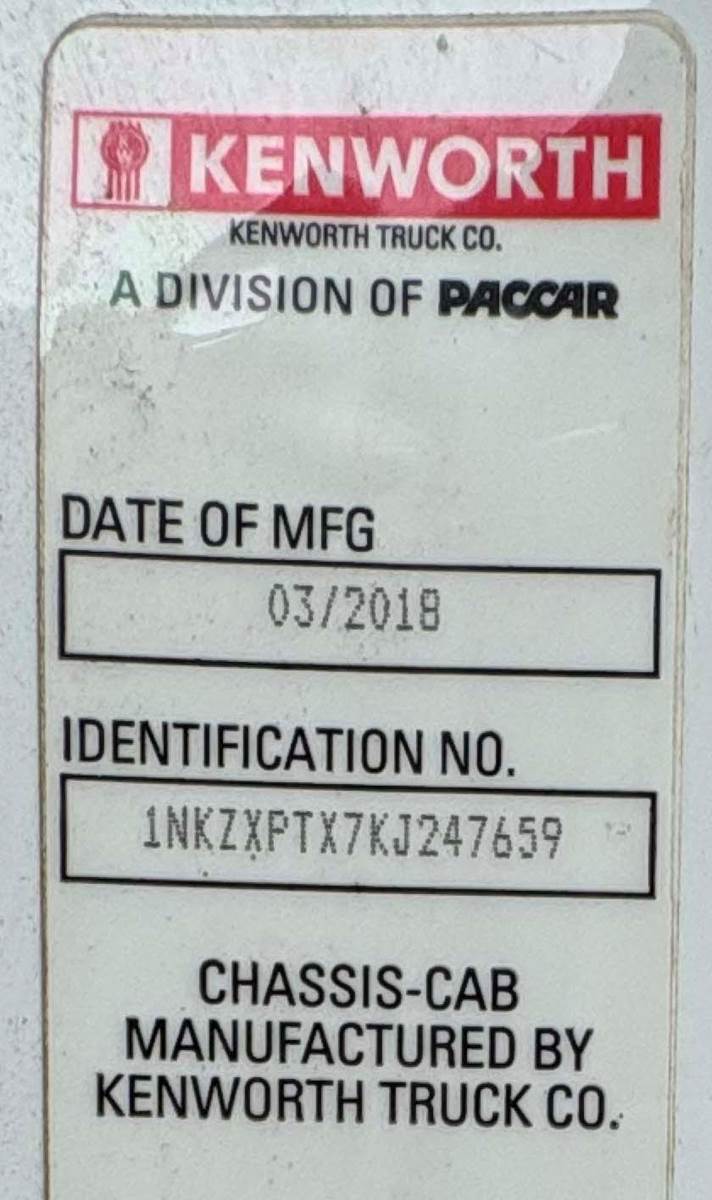 KENWORTH
KENWORTH TRUCK CO.
A DIVISION OF PACCAR
DATE OF MFG
03/2018
IDENTIFICATION NO.
1NKZXPTX7KJ247659
CHASSIS-CAB
MANUFACTURED BY
KENWORTH TRUCK CO.